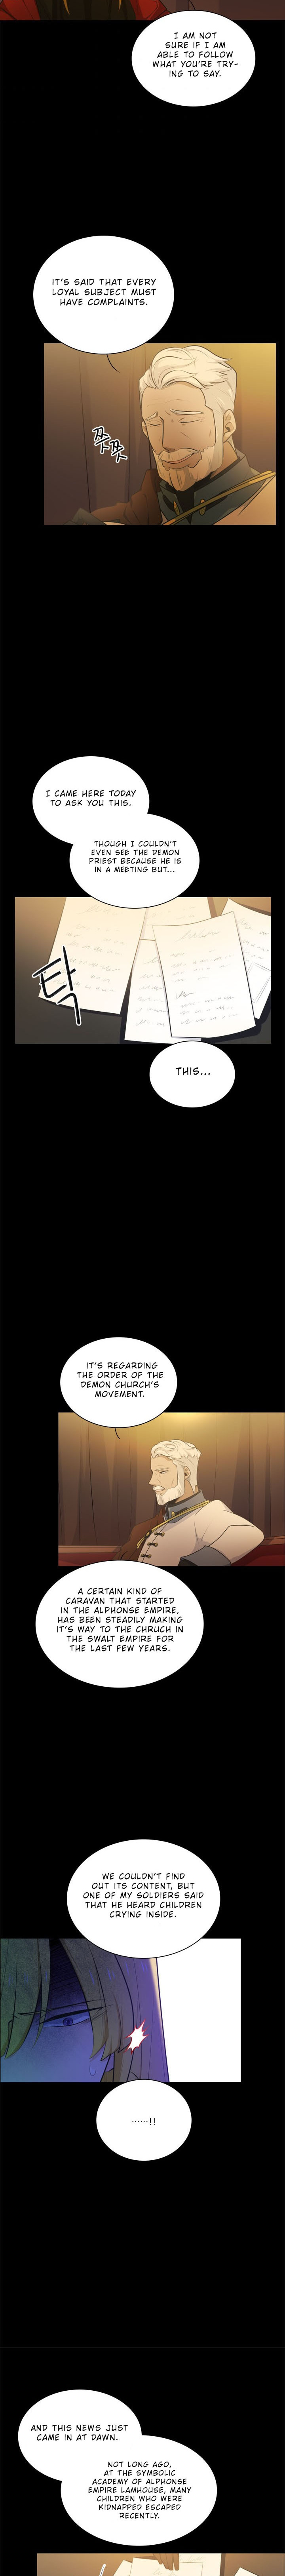 I AM NOT
SURE IF I AM
ABLE TO FOLLOW
WHAT YOU'RE TRY-
ING TO SAY.
IT'S SAID THAT EVERY
LOYAL SUBJECT MUST
HAVE COMPLAINTS.
I CAME HERE TODAY
TO ASK YOU THIS.
THOUGH I COULDN'T
EVEN SEE THE DEMON
PRIEST BECAUSE HE IS
IN A MEETING BUT...
탁
THIS...
IT'S REGARDING
THE ORDER OF THE
DEMON CHURCH'S
MOVEMENT.
A CERTAIN KIND OF
CARAVAN THAT STARTED
IN THE ALPHONSE EMPIRE,
HAS BEEN STEADILY MAKING
IT'S WAY TO THE CHRUCH IN
THE SWALT EMPIRE FOR
THE LAST FEW YEARS.
WE COULDN'T FIND
OUT ITS CONTENT, BUT
ONE OF MY SOLDIERS SAID
THAT HE HEARD CHILDREN
CRYING INSIDE.
......!!
AND THIS NEWS JUST
CAME IN AT DAWN.
NOT LONG AGO,
AT THE SYMBOLIC
ACADEMY OF ALPHONSE
EMPIRE LAMHOUSE, MANY
CHILDREN WHO WERE
KIDNAPPED ESCAPED
RECENTLY.